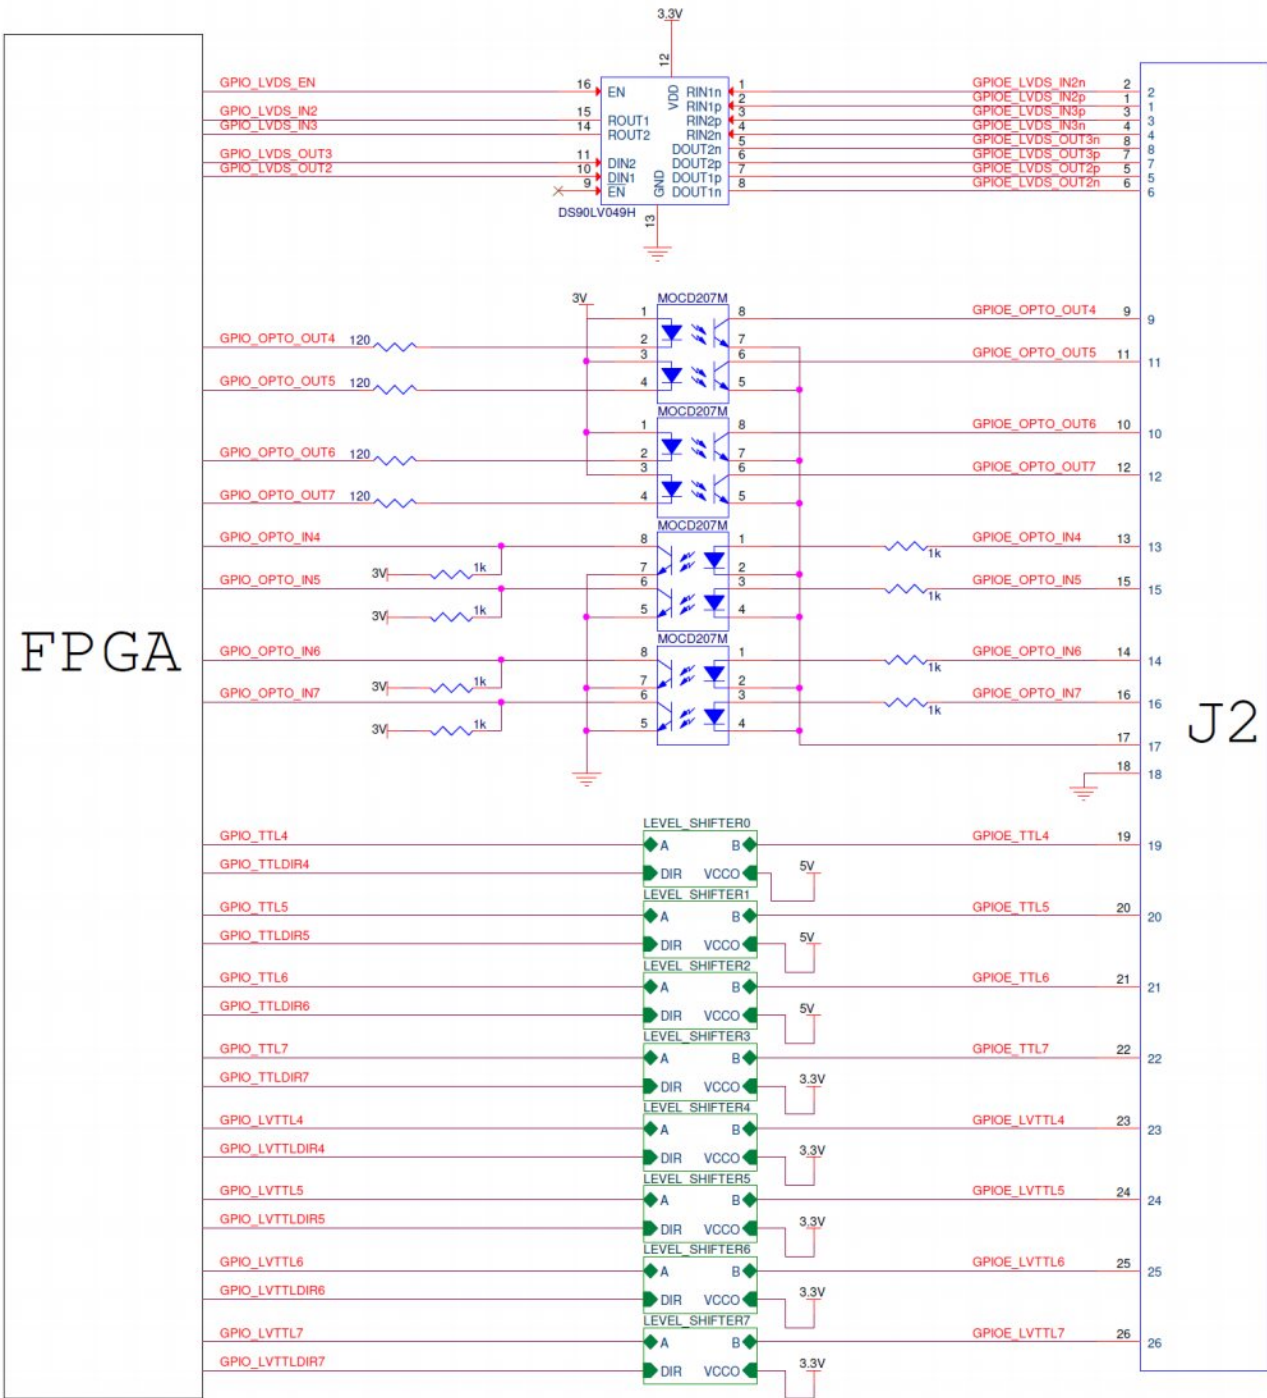 3.3V
12
GPIO_LVDS_EN 16 EN VDD RIN1n 1 GPIOE_LVDS_IN2n 2 2
RIN1p 2 GPIOE_LVDS_IN2p 1 1
GPIO_LVDS_IN2 15 ROUT1 RIN2p 3 GPIOE_LVDS_IN3p 3 3
GPIO_LVDS_IN3 14 ROUT2 RIN2n 4 GPIOE_LVDS_IN3n 4 4
DOUT2n 5 GPIOE_LVDS_OUT3n 8 8
GPIO_LVDS_OUT3 11 DIN2 DOUT2p 6 GPIOE_LVDS_OUT3p 7 7
GPIO_LVDS_OUT2 10 DIN1 GND DOUT1p 7 GPIOE_LVDS_OUT2p 5 5
9 EN DOUT1n 8 GPIOE_LVDS_OUT2n 6 6
DS90LV049H
13
3V MOCD207M
1 8 GPIOE_OPTO_OUT4 9 9
GPIO_OPTO_OUT4 120 2 7
3 6 GPIOE_OPTO_OUT5 11 11
GPIO_OPTO_OUT5 120 4 5
MOCD207M
1 8 GPIOE_OPTO_OUT6 10 10
GPIO_OPTO_OUT6 120 2 7
3 6 GPIOE_OPTO_OUT7 12 12
GPIO_OPTO_OUT7 120 4 5
MOCD207M
GPIO_OPTO_IN4 8 1 1k GPIOE_OPTO_IN4 13 13
3V 1k 7 2
GPIO_OPTO_IN5 6 3 1k GPIOE_OPTO_IN5 15 15
3V 1k 5 4
MOCD207M
GPIO_OPTO_IN6 8 1 1k GPIOE_OPTO_IN6 14 14
3V 1k 7 2
GPIO_OPTO_IN7 6 3 1k GPIOE_OPTO_IN7 16 16
3V 1k 5 4
17 17
18 18
FPGA
J2
LEVEL_SHIFTER0
GPIO_TTL4 A B GPIOE_TTL4 19 19
GPIO_TTLDIR4 DIR VCCO 5V
LEVEL_SHIFTER1
GPIO_TTL5 A B GPIOE_TTL5 20 20
GPIO_TTLDIR5 DIR VCCO 5V
LEVEL_SHIFTER2
GPIO_TTL6 A B GPIOE_TTL6 21 21
GPIO_TTLDIR6 DIR VCCO 5V
LEVEL_SHIFTER3
GPIO_TTL7 A B GPIOE_TTL7 22 22
GPIO_TTLDIR7 DIR VCCO 3.3V
LEVEL_SHIFTER4
GPIO_LVTTL4 A B GPIOE_LVTTL4 23 23
GPIO_LVTTLDIR4 DIR VCCO 3.3V
LEVEL_SHIFTER5
GPIO_LVTTL5 A B GPIOE_LVTTL5 24 24
GPIO_LVTTLDIR5 DIR VCCO 3.3V
LEVEL_SHIFTER6
GPIO_LVTTL6 A B GPIOE_LVTTL6 25 25
GPIO_LVTTLDIR6 DIR VCCO 3.3V
LEVEL_SHIFTER7
GPIO_LVTTL7 A B GPIOE_LVTTL7 26 26
GPIO_LVTTLDIR7 DIR VCCO 3.3V